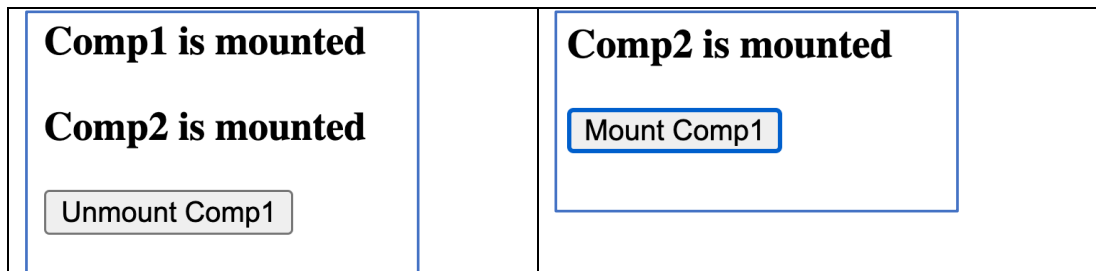 Comp1 is mounted
Comp2 is mounted
Unmount Comp1
Comp2 is mounted
Mount Comp1